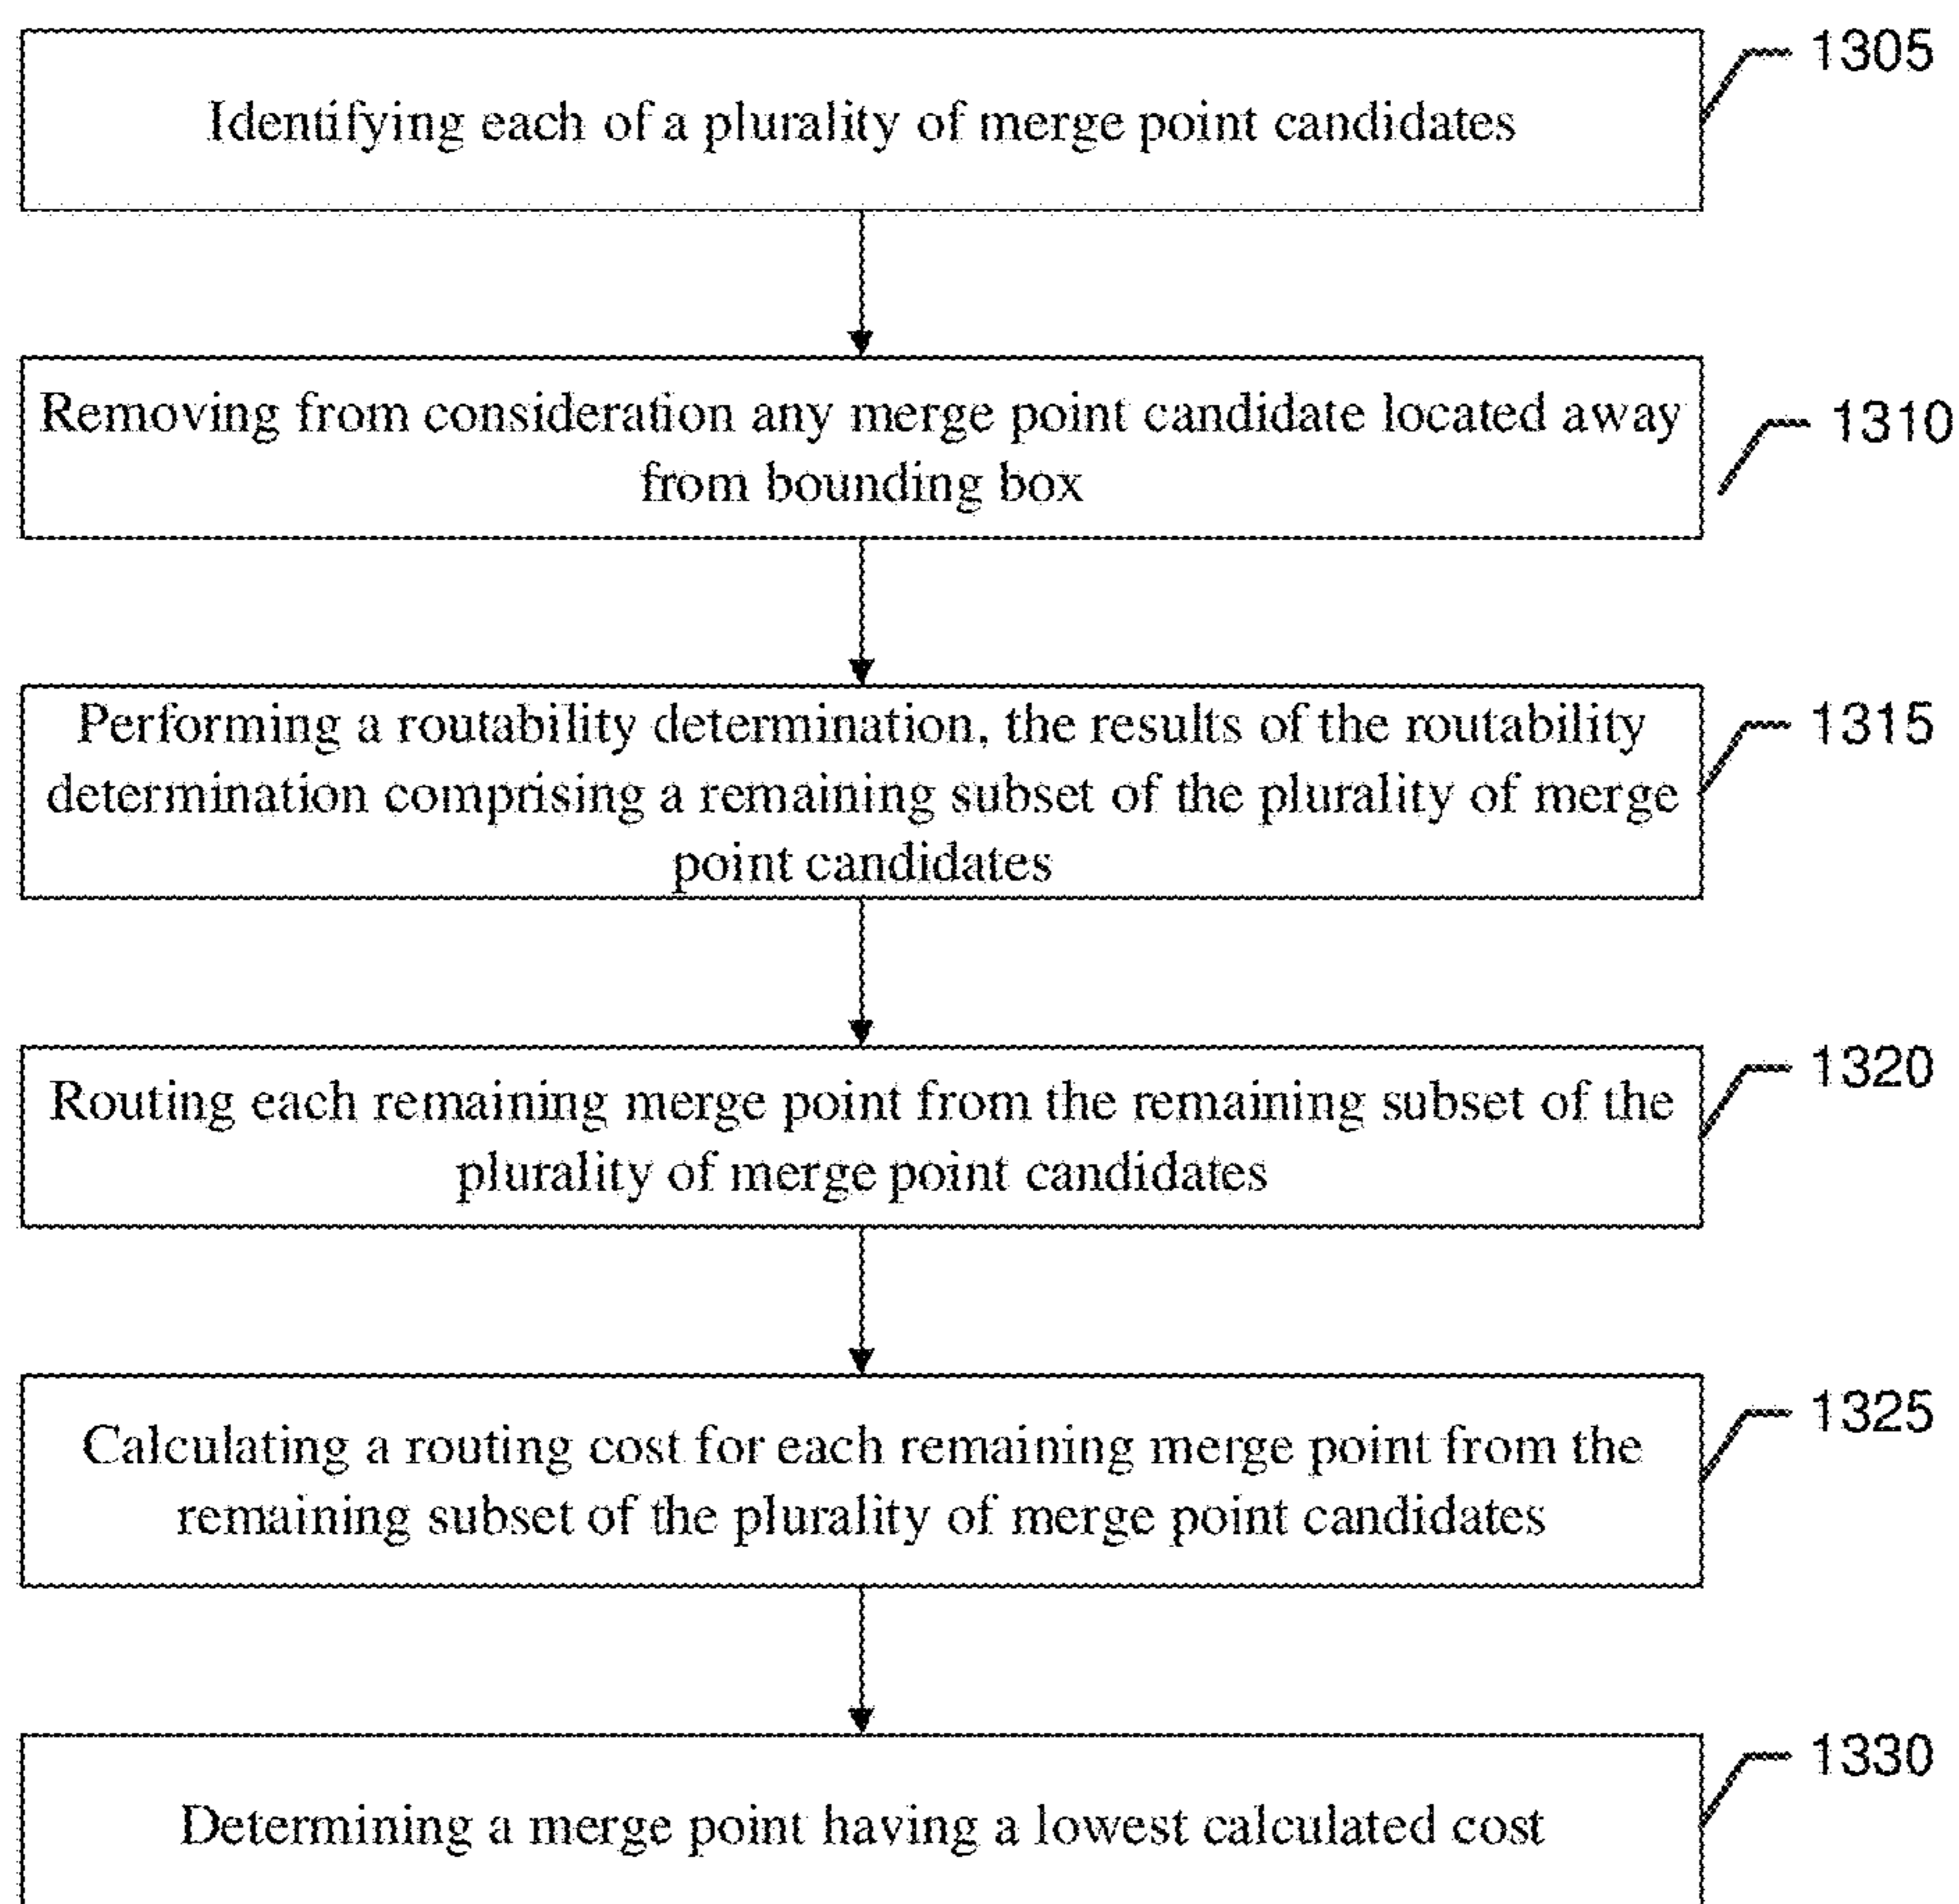 1305
Identifying each of a plurality of merge point candidates
Removing from consideration any merge point candidate located away
from bounding box
1310
Performing a routability determination, the results of the routability
determination comprising a remaining subset of the plurality of merge
point candidates
1315
Routing each remaining merge point from the remaining subset of the
plurality of merge point candidates
1320
Calculating a routing cost for each remaining merge point from the
remaining subset of the plurality of merge point candidates
1325
Determining a merge point having a lowest calculated cost
1330